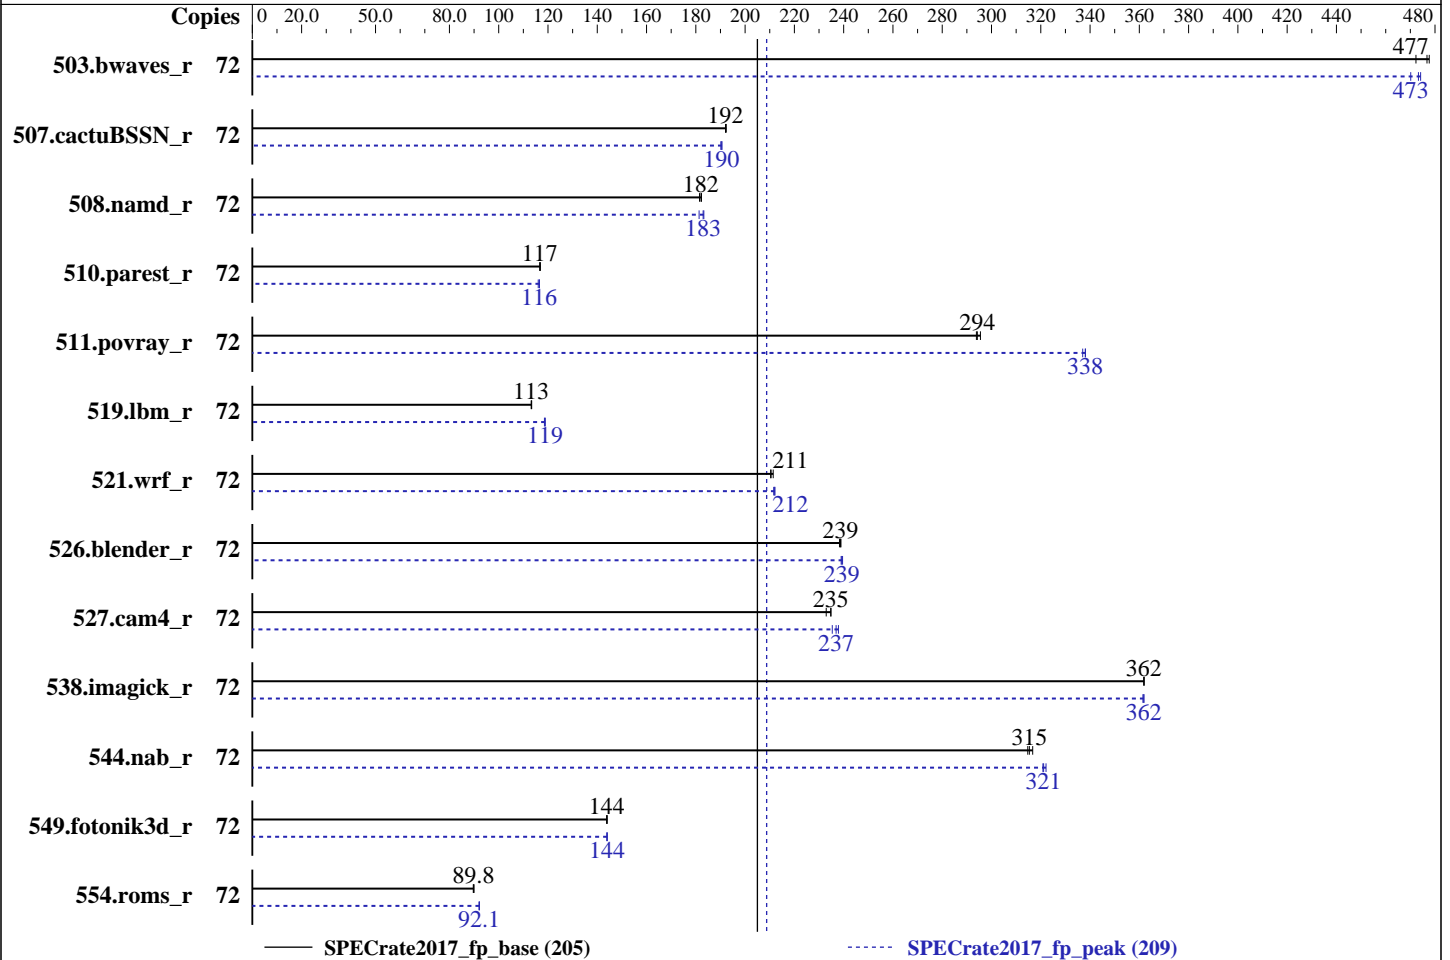 Copies 0 20.0 50.0 80.0 100 120 140 160 180 200 220 240 260 280 300 320 340 360 380 400 420 440 480
477
503.bwaves_r 72
473
192
507.cactuBSSN_r 72
190
182
508.namd_r 72
183
117
510.parest_r 72
116
294
511.povray_r 72
338
113
519.lbm_r 72
119
211
521.wrf_r 72
212
239
526.blender_r 72
239
235
527.cam4_r 72
237
362
538.imagick_r 72
362
315
544.nab_r 72
321
144
549.fotonik3d_r 72
144
89.8
554.roms_r 72
92.1
SPECrate2017_fp_base (205) SPECrate2017_fp_peak (209)